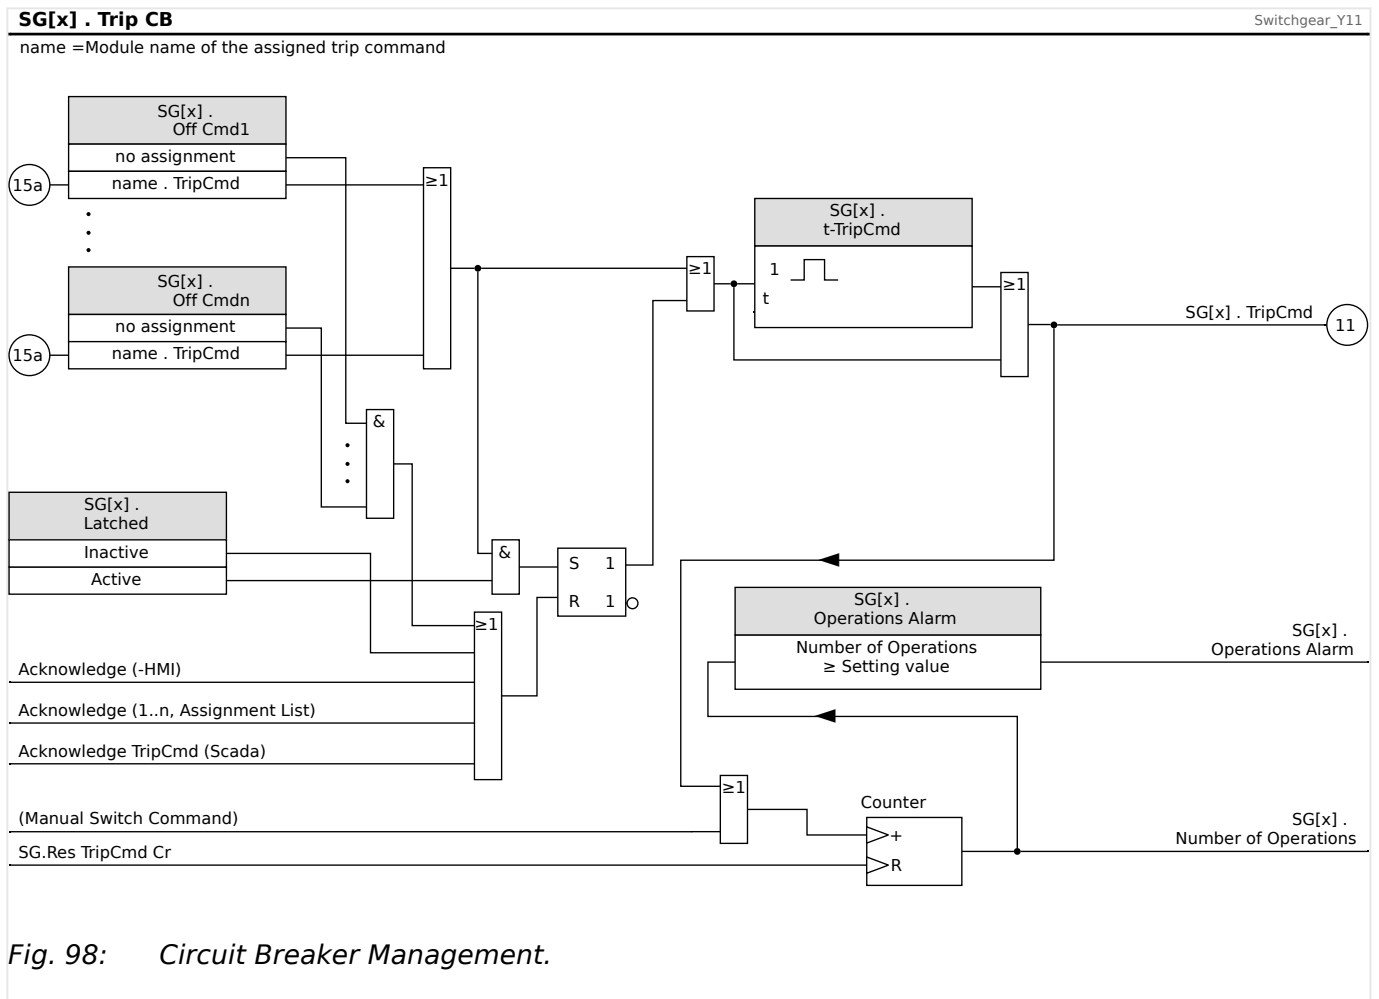 SG[x] . Trip CB
Switchgear_Y11
name =Module name of the assigned trip command
SG[x] .
Off Cmd1
no assignment
15a
name . TripCmd
≥1
SG[x] .
t-TripCmd
1
t
≥1
≥1
SG[x] . TripCmd
11
SG[x] .
Off Cmdn
no assignment
15a
name . TripCmd
&
SG[x] .
Latched
Inactive
Active
&
S 1
R 1
≥1
Acknowledge (-HMI)
Acknowledge (1..n, Assignment List)
Acknowledge TripCmd (Scada)
SG[x] .
Operations Alarm
Number of Operations
≥ Setting value
SG[x] .
Operations Alarm
≥1
(Manual Switch Command)
SG.Res TripCmd Cr
Counter
+
R
SG[x] .
Number of Operations
Fig. 98: Circuit Breaker Management.